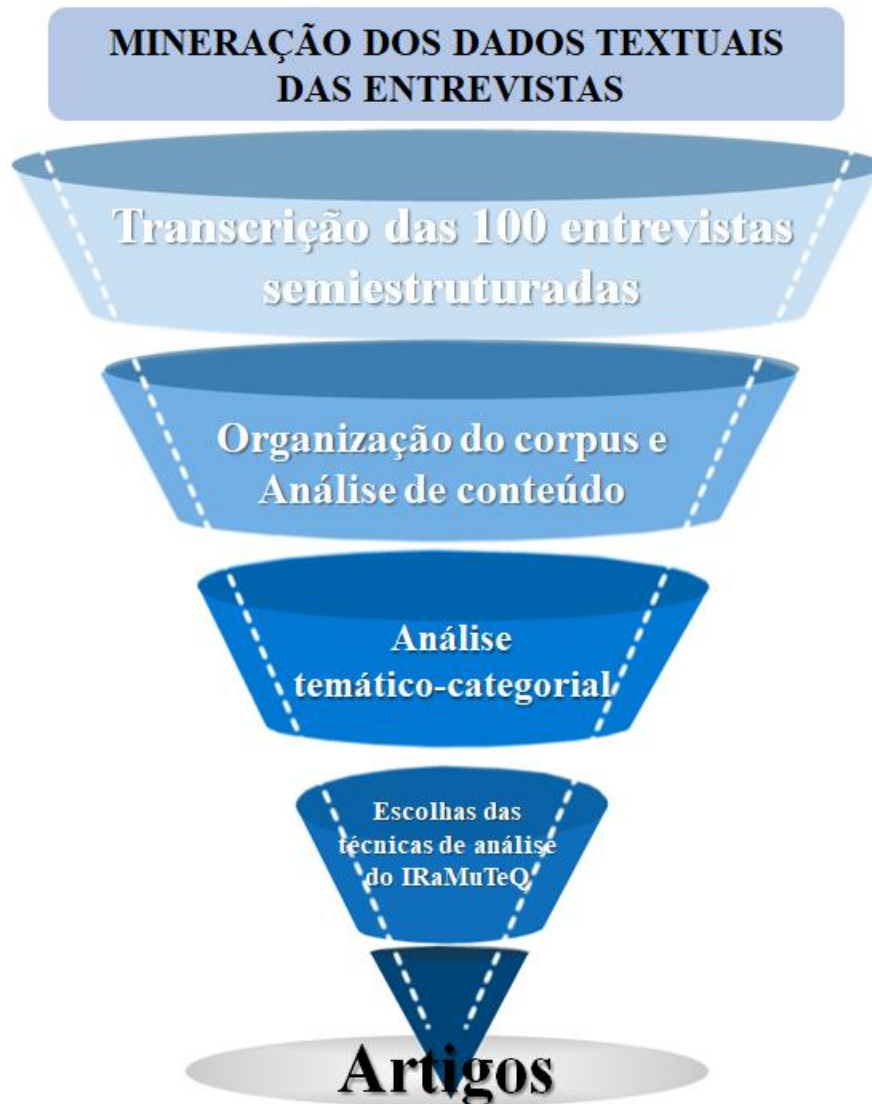 MINERAÇÃO DOS DADOS TEXTUAIS
DAS ENTREVISTAS
Transcrição das 100 entrevistas
semiestruturadas
Organização do corpus e
Análise de conteúdo
Análise
temático-categorial
Escolhas das
técnicas de análise
do IRaMuTeQ
Artigos